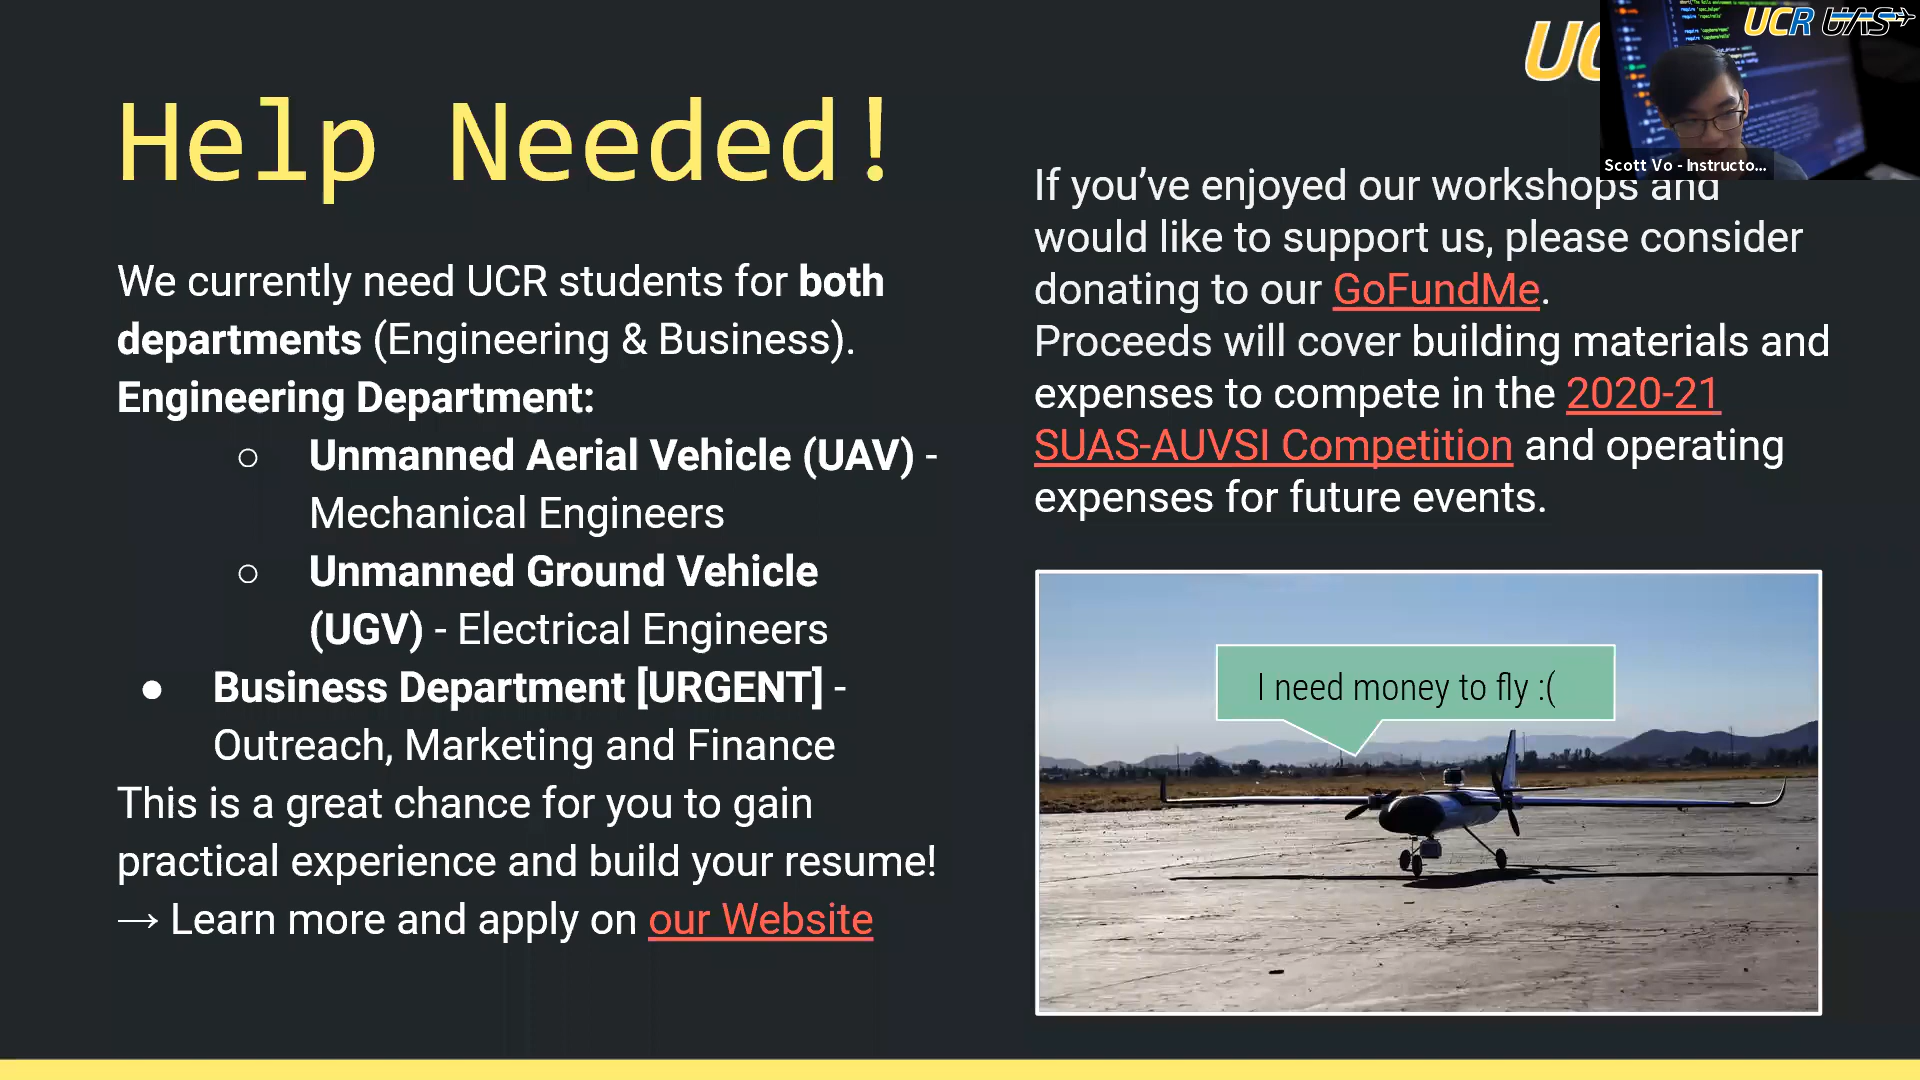 Help Needed!
We currently need UCR students for both
departments (Engineering & Business).
Engineering Department:
○ Unmanned Aerial Vehicle (UAV) -
Mechanical Engineers
○ Unmanned Ground Vehicle
(UGV) - Electrical Engineers
● Business Department [URGENT] -
Outreach, Marketing and Finance
This is a great chance for you to gain
practical experience and build your resume!
→ Learn more and apply on our Website
UC
UCR UAS
Scott Vo - Instructo...
If you’ve enjoyed our workshops and
would like to support us, please consider
donating to our GoFundMe.
Proceeds will cover building materials and
expenses to compete in the 2020-21
SUAS-AUVSI Competition and operating
expenses for future events.
I need money to fly :(